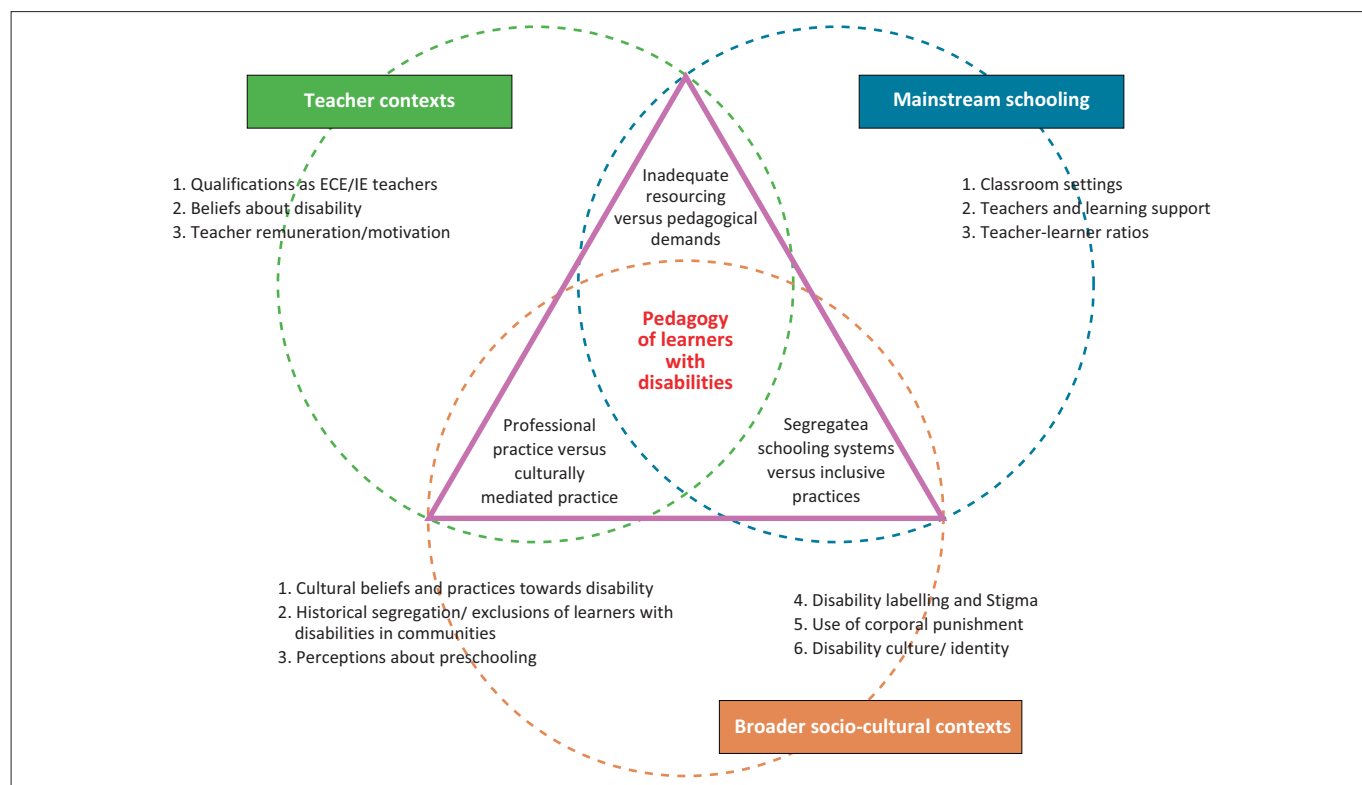 Teacher contexts
Mainstream schooling
1. Qualifications as ECE/IE teachers
2. Beliefs about disability
3. Teacher remuneration/motivation
1. Classroom settings
2. Teachers and learning support
3. Teacher-learner ratios
Inadequate
resourcing
versus pedagogical
demands
Pedagogy
of learners
with
disabilities
Professional
practice versus
culturally
mediated practice
Segregatea
schooling systems
versus inclusive
practices
1. Cultural beliefs and practices towards disability
2. Historical segregation/ exclusions of learners with
disabilities in communities
3. Perceptions about preschooling
4. Disability labelling and Stigma
5. Use of corporal punishment
6. Disability culture/ identity
Broader socio-cultural contexts